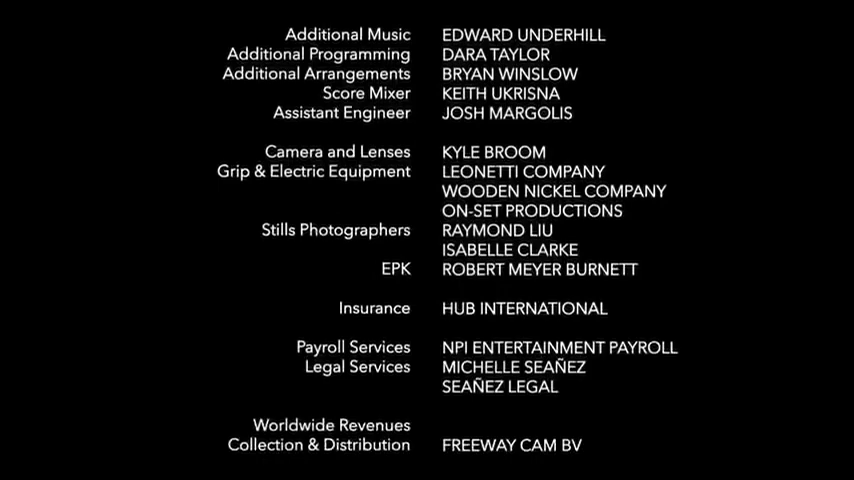 Additional Music EDWARD UNDERHILL
Additional Programming DARA TAYLOR
Additional Arrangements BRYAN WINSLOW
Score Mixer KEITH UKRISNA
Assistant Engineer JOSH MARGOLIS
Camera and Lenses KYLE BROOM
Grip & Electric Equipment LEONETTI COMPANY
WOODEN NICKEL COMPANY
ON-SET PRODUCTIONS
Stills Photographers RAYMOND LIU
ISABELLE CLARKE
EPK ROBERT MEYER BURNETT
Insurance HUB INTERNATIONAL
Payroll Services NPI ENTERTAINMENT PAYROLL
Legal Services MICHELLE SEAÑEZ
SEAÑEZ LEGAL
Worldwide Revenues
Collection & Distribution FREEWAY CAM BV